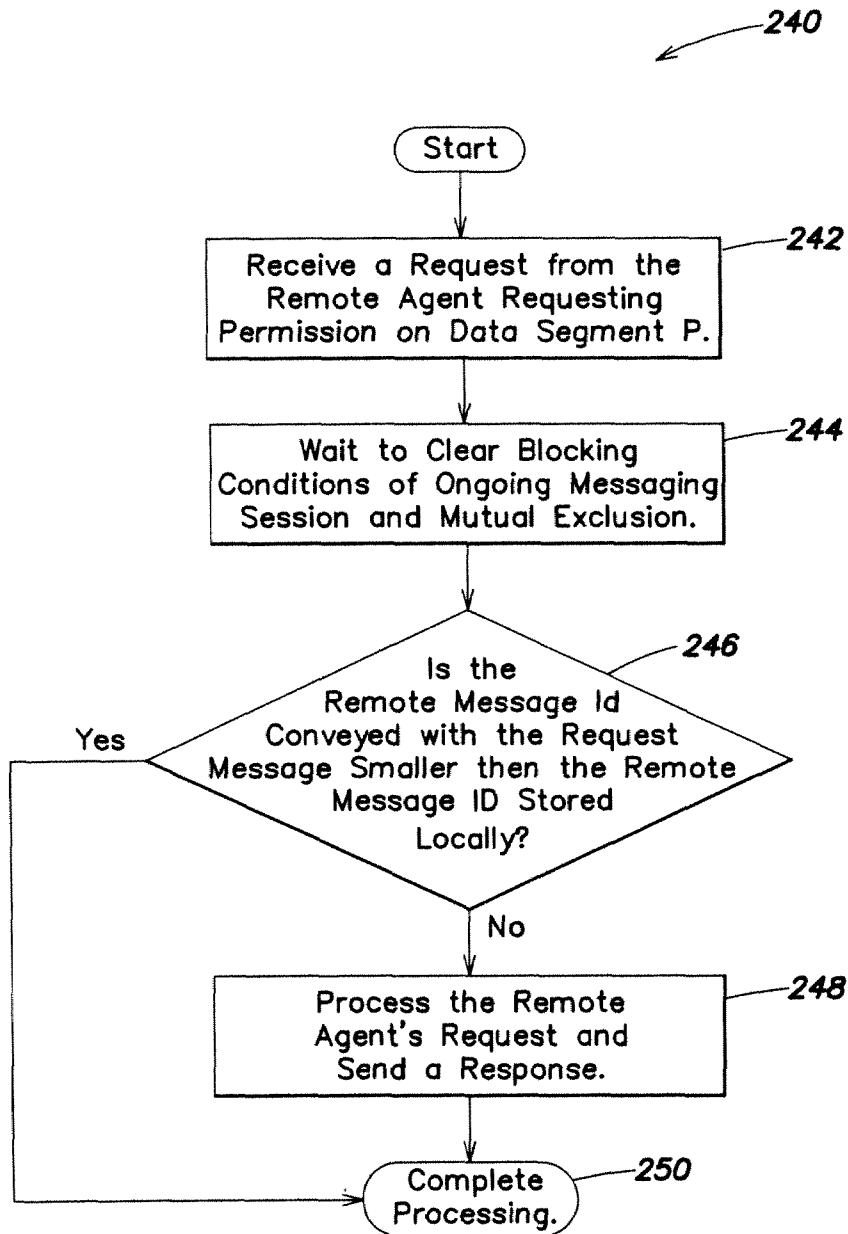 240
Start
242
Receive a Request from the
Remote Agent Requesting
Permission on Data Segment P.
244
Wait to Clear Blocking
Conditions of Ongoing Messaging
Session and Mutual Exclusion.
246
Is the
Remote Message Id
Conveyed with the Request
Message Smaller then the Remote
Message ID Stored
Locally?
Yes
No
248
Process the Remote
Agent's Request and
Send a Response.
250
Complete
Processing.